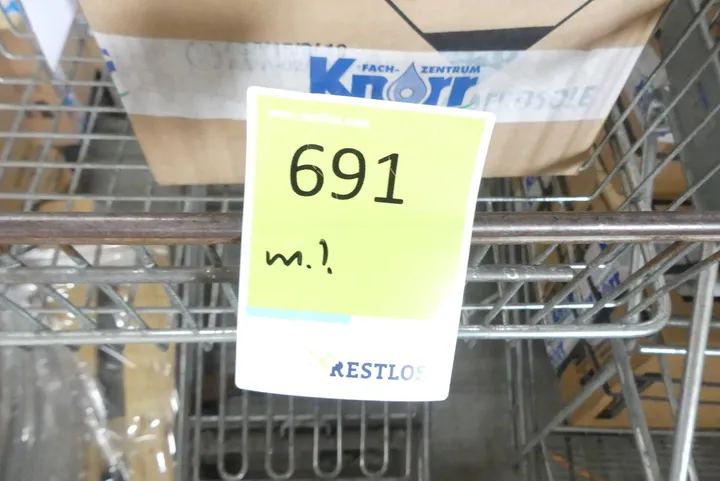 FACH- ZENTRUM
Knorr
691
m.!.
RESTLOS